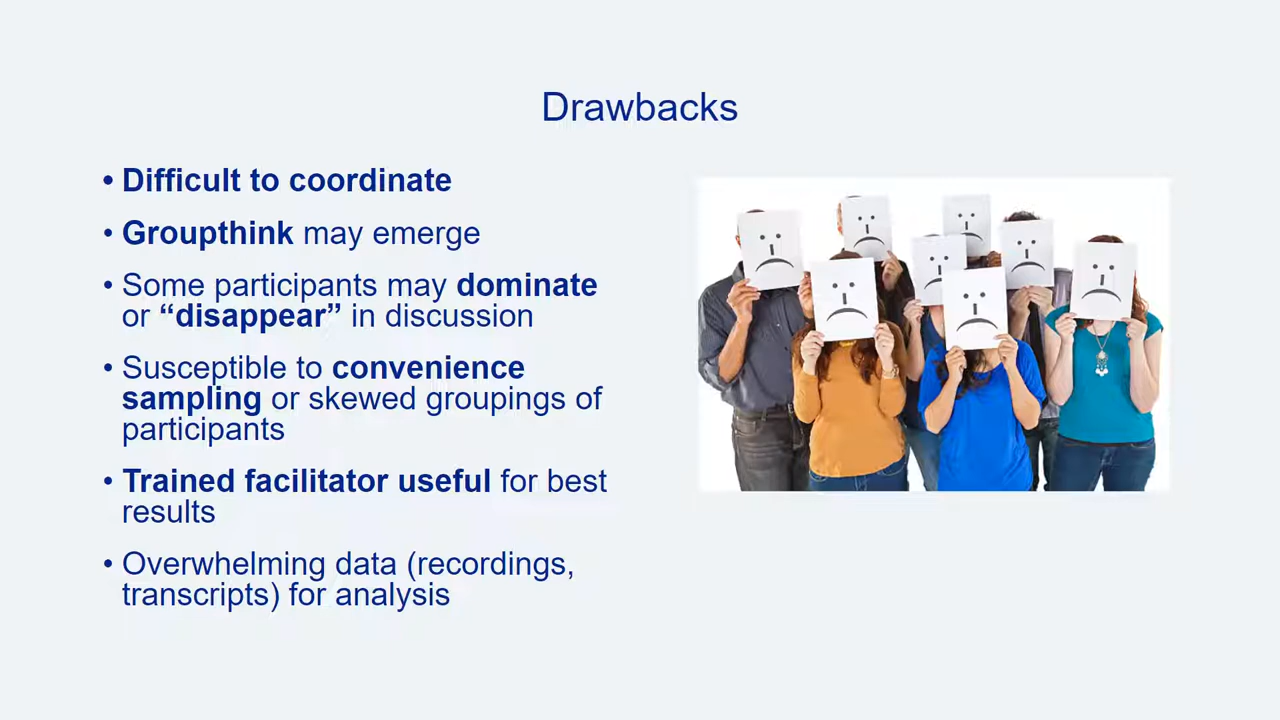 Drawbacks
• Difficult to coordinate
• Groupthink may emerge
• Some participants may dominate
or “disappear” in discussion
• Susceptible to convenience
sampling or skewed groupings of
participants
• Trained facilitator useful for best
results
• Overwhelming data (recordings,
transcripts) for analysis